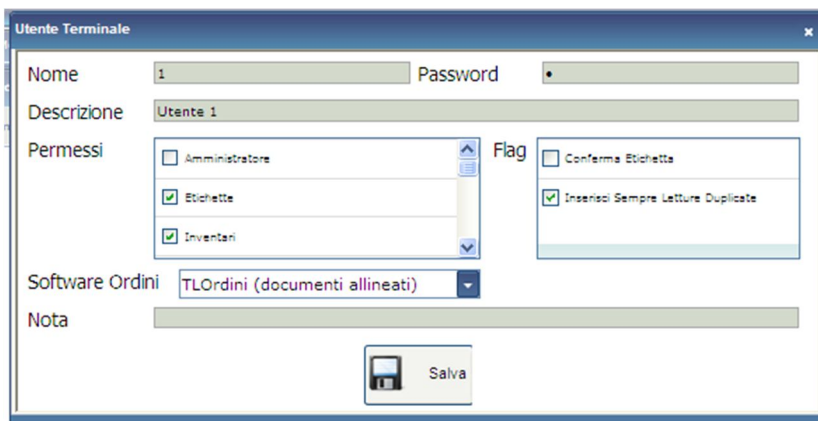 Utente Terminale
Nome 1 Password •
Descrizione Utente 1
Permessi Amministratore Flag Conferma Etichetta
Etichette Inserisci Sempre Letture Duplicate
Inventari
Software Ordini TLOrdini (documenti allineati)
Nota
Salva